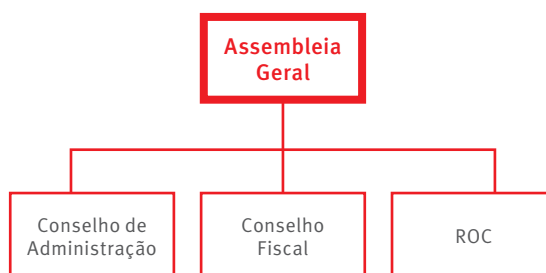 Assembleia
Geral
Conselho de
Administração
Conselho
Fiscal
ROC